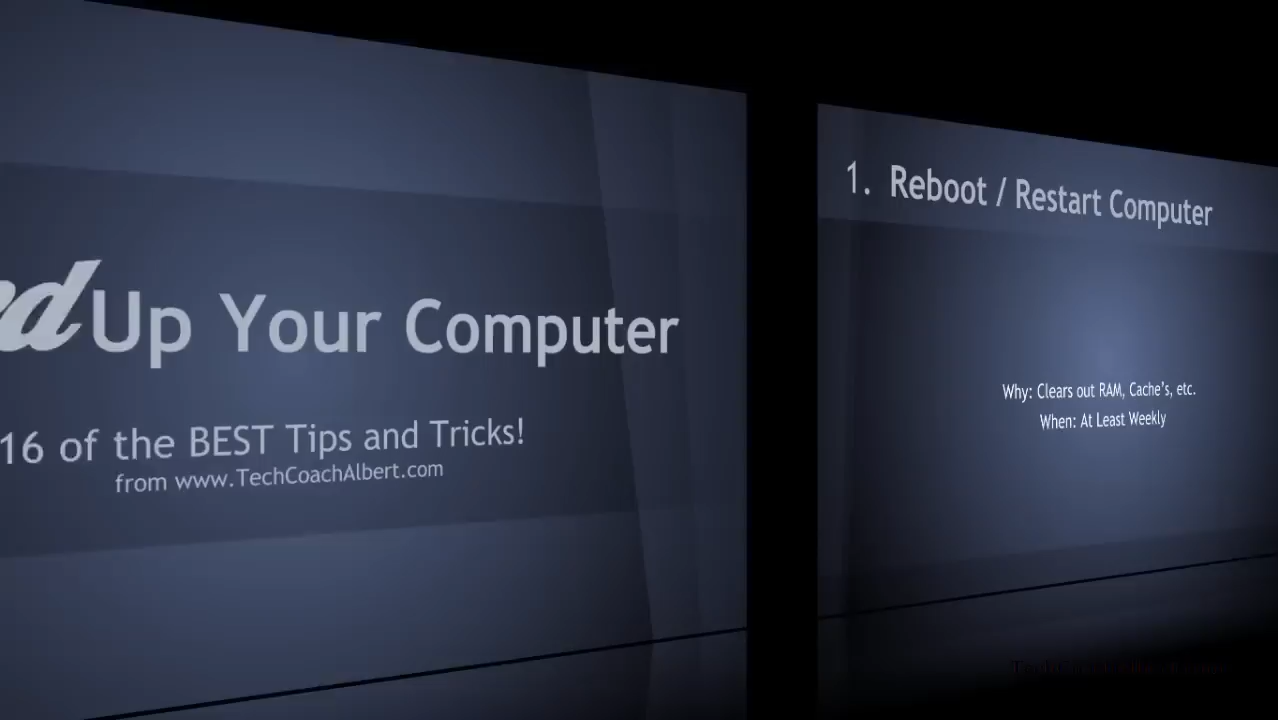 Up Your Computer
16 of the BEST Tips and Tricks!
from www.TechCoachAlbert.com
1. Reboot / Restart Computer
Why: Clears out RAM, Cache's, etc.
When: At Least Weekly